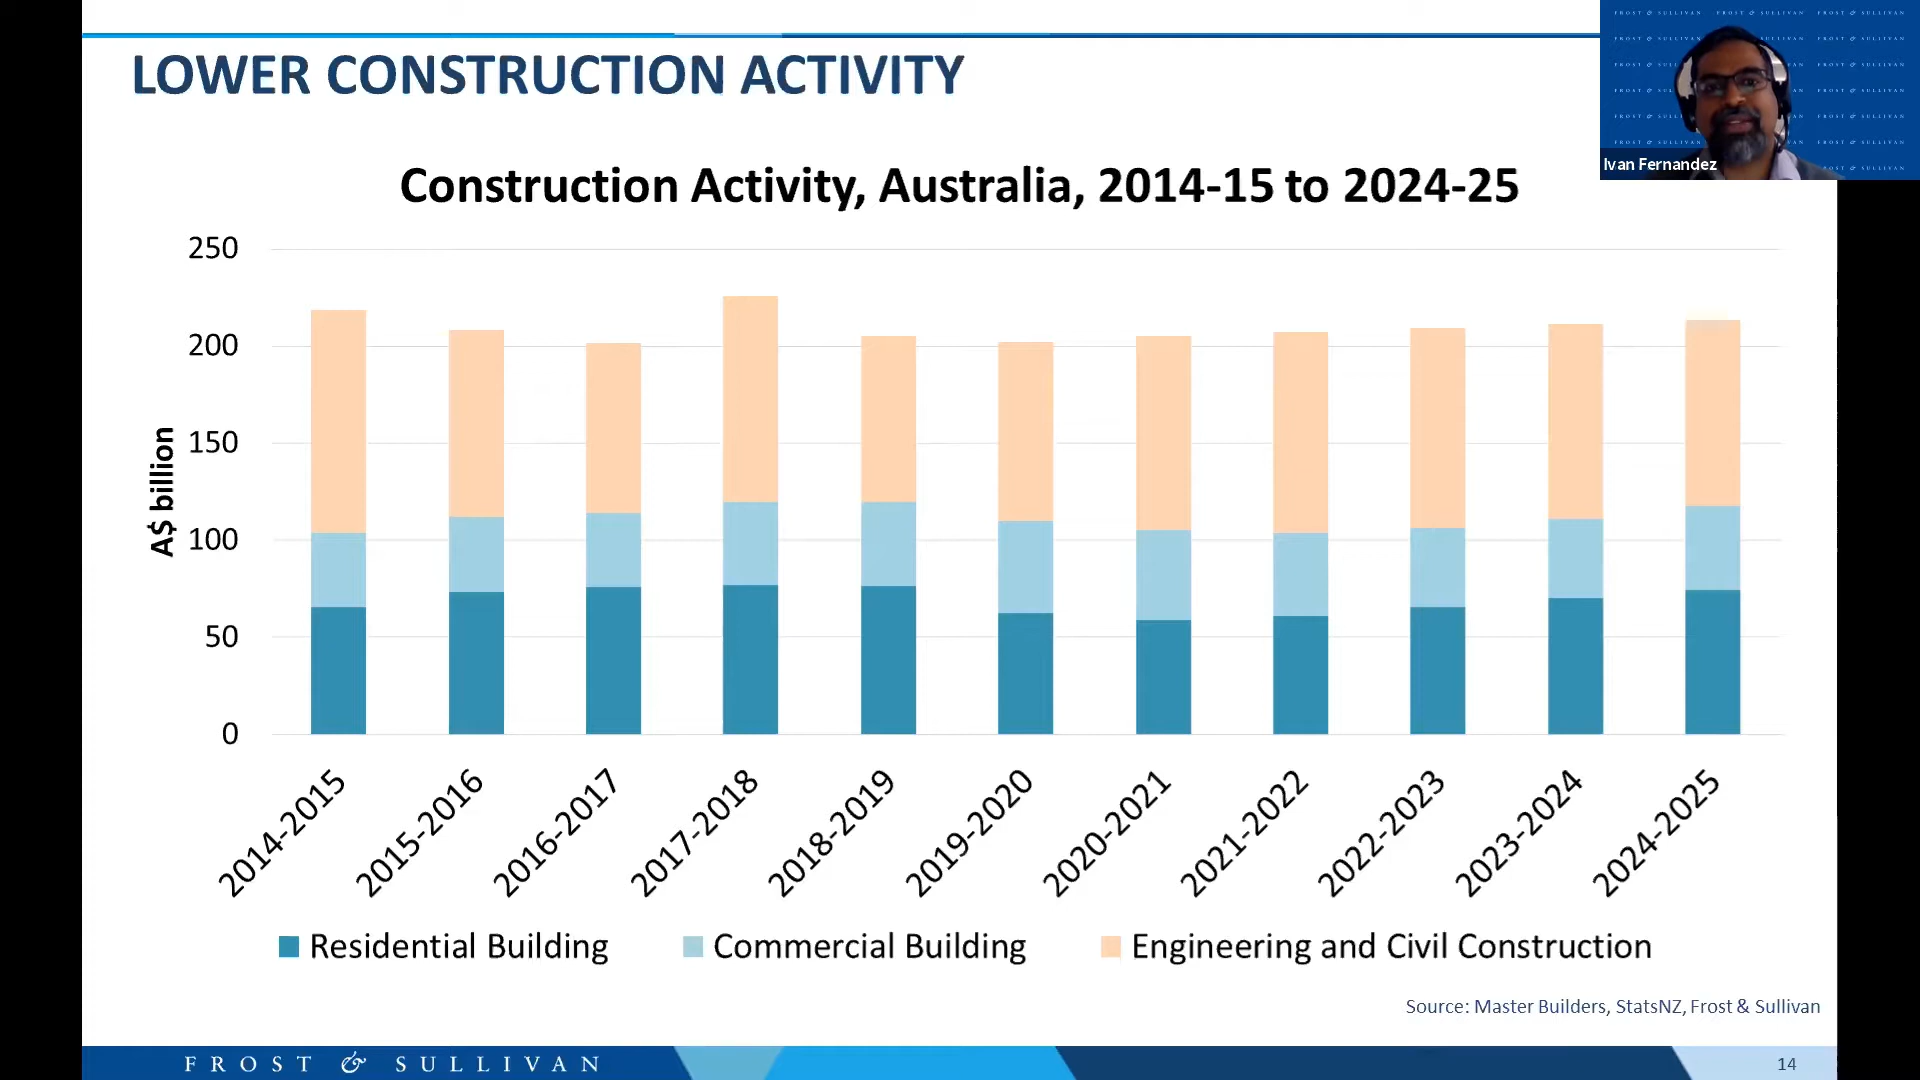 LOWER CONSTRUCTION ACTIVITY
Ivan Fernandez
Construction Activity, Australia, 2014-15 to 2024-25
250
200
150
100
50
0
A$ billion
2014-2015
2015-2016
2016-2017
2017-2018
2018-2019
2019-2020
2020-2021
2021-2022
2022-2023
2023-2024
2024-2025
Residential Building
Commercial Building
Engineering and Civil Construction
Source: Master Builders, StatsNZ, Frost & Sullivan
FROST & SULLIVAN
14